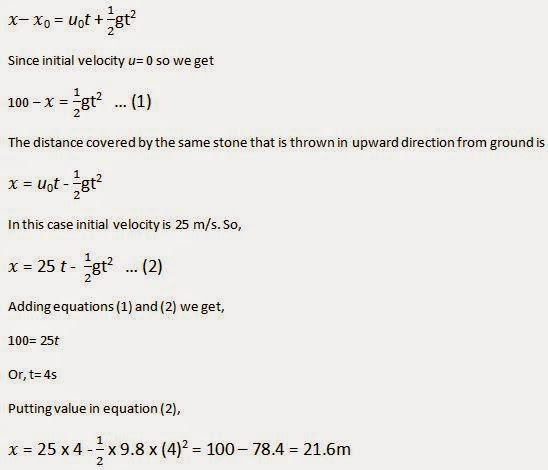 x− x₀ = u₀t + ½gt²
Since initial velocity u= 0 so we get
100 – x = ½gt² ... (1)
The distance covered by the same stone that is thrown in upward direction from ground is
x = u₀t - ½gt²
In this case initial velocity is 25 m/s. So,
x = 25 t - ½gt² ... (2)
Adding equations (1) and (2) we get,
100= 25t
Or, t= 4s
Putting value in equation (2),
x = 25 x 4 - ½ x 9.8 x (4)² = 100 – 78.4 = 21.6m